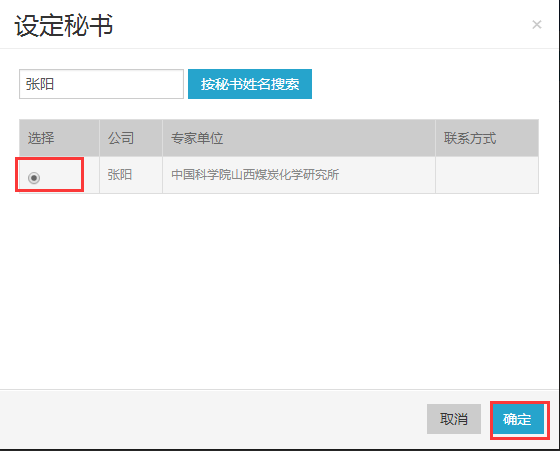 设定秘书 ×
张阳 按秘书姓名搜索
选择 公司 专家单位 联系方式
张阳 中国科学院山西煤炭化学研究所
取消 确定